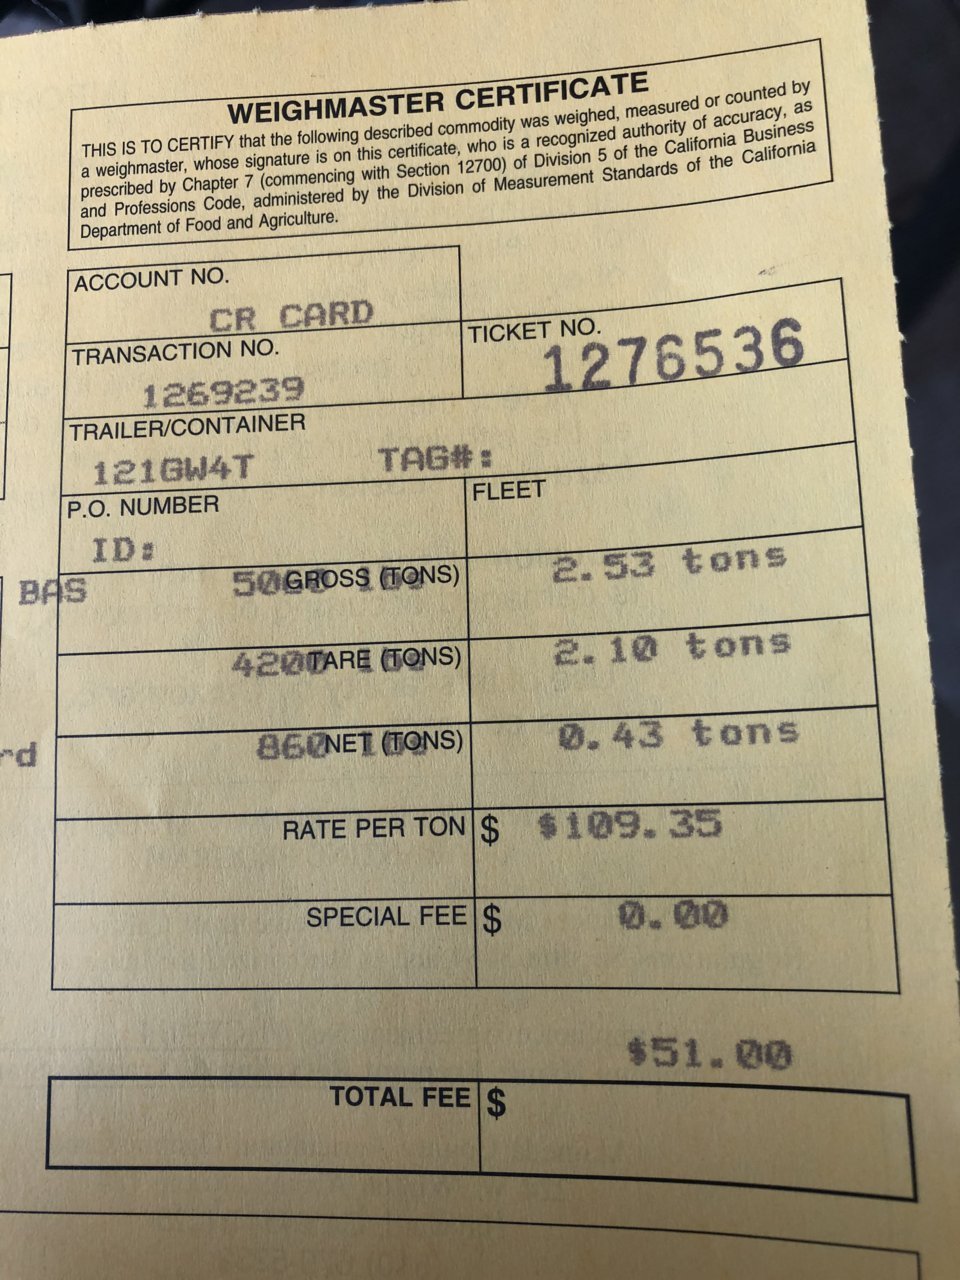 WEIGHMASTER CERTIFICATE
THIS IS TO CERTIFY that the following described commodity was weighed, measured or counted by
a weighmaster, whose signature is on this certificate, who is a recognized authority of accuracy, as
prescribed by Chapter 7 (commencing with Section 12700) of Division 5 of the California Business
and Professions Code, administered by the Division of Measurement Standards of the California
Department of Food and Agriculture.
ACCOUNT NO.
CR CARD
TRANSACTION NO.
1269239
TICKET NO.
1276536
TRAILER/CONTAINER
121GW4T TAG#:
P.O. NUMBER
ID:
FLEET
BAS 5060 GROSS (TONS) 2.53 tons
4200 TARE (TONS) 2.10 tons
rd 860 NET (TONS) 0.43 tons
RATE PER TON $ $109.35
SPECIAL FEE $ 0.00
$51.00
TOTAL FEE $